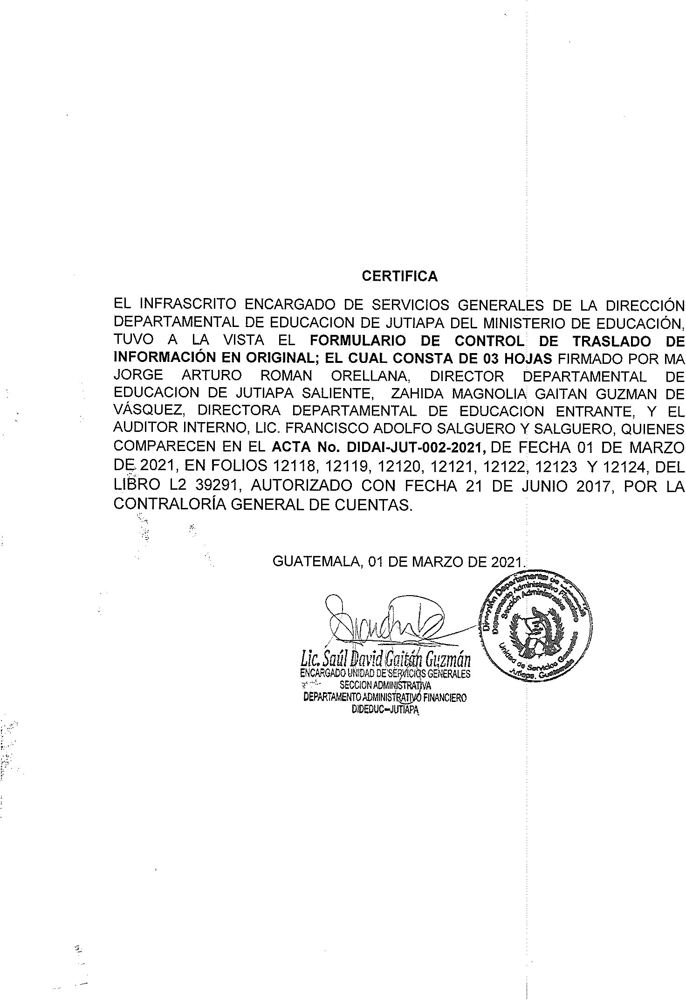 CERTIFICA
EL INFRASCRITO ENCARGADO DE SERVICIOS GENERALES DE LA DIRECCIÓN
DEPARTAMENTAL DE EDUCACION DE JUTIAPA DEL MINISTERIO DE EDUCACIÓN,
TUVO A LA VISTA EL FORMULARIO DE CONTROL DE TRASLADO DE
INFORMACIÓN EN ORIGINAL; EL CUAL CONSTA DE 03 HOJAS FIRMADO POR MA
JORGE ARTURO ROMAN ORELLANA, DIRECTOR DEPARTAMENTAL DE
EDUCACION DE JUTIAPA SALIENTE, ZAHIDA MAGNOLIA GAITAN GUZMAN DE
VÁSQUEZ, DIRECTORA DEPARTAMENTAL DE EDUCACION ENTRANTE, Y EL
AUDITOR INTERNO, LIC. FRANCISCO ADOLFO SALGUERO Y SALGUERO, QUIENES
COMPARECEN EN EL ACTA No. DIDAI-JUT-002-2021, DE FECHA 01 DE MARZO
DE 2021, EN FOLIOS 12118, 12119, 12120, 12121, 12122, 12123 Y 12124, DEL
LIBRO L2 39291, AUTORIZADO CON FECHA 21 DE JUNIO 2017, POR LA
CONTRALORÍA GENERAL DE CUENTAS.
GUATEMALA, 01 DE MARZO DE 2021.
Dirección Departamental de
Departamento Administrativo Financiero
Sección Administrativa
Unidad de Servicios Generales
Jutiapa, Guatemala
Lic. Saúl David Gaitán Guzmán
ENCARGADO UNIDAD DE SERVICIOS GENERALES
SECCION ADMINISTRATIVA
DEPARTAMENTO ADMINISTRATIVO FINANCIERO
DIDEDUC-JUTIAPA